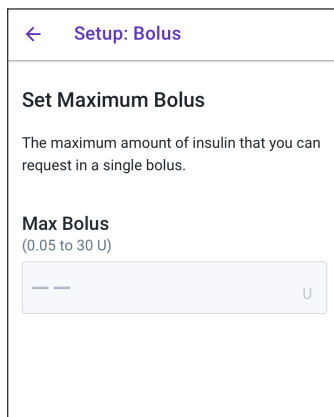 Setup: Bolus
Set Maximum Bolus
The maximum amount of insulin that you can
request in a single bolus.
Max Bolus
(0.05 to 30 U)
— — U